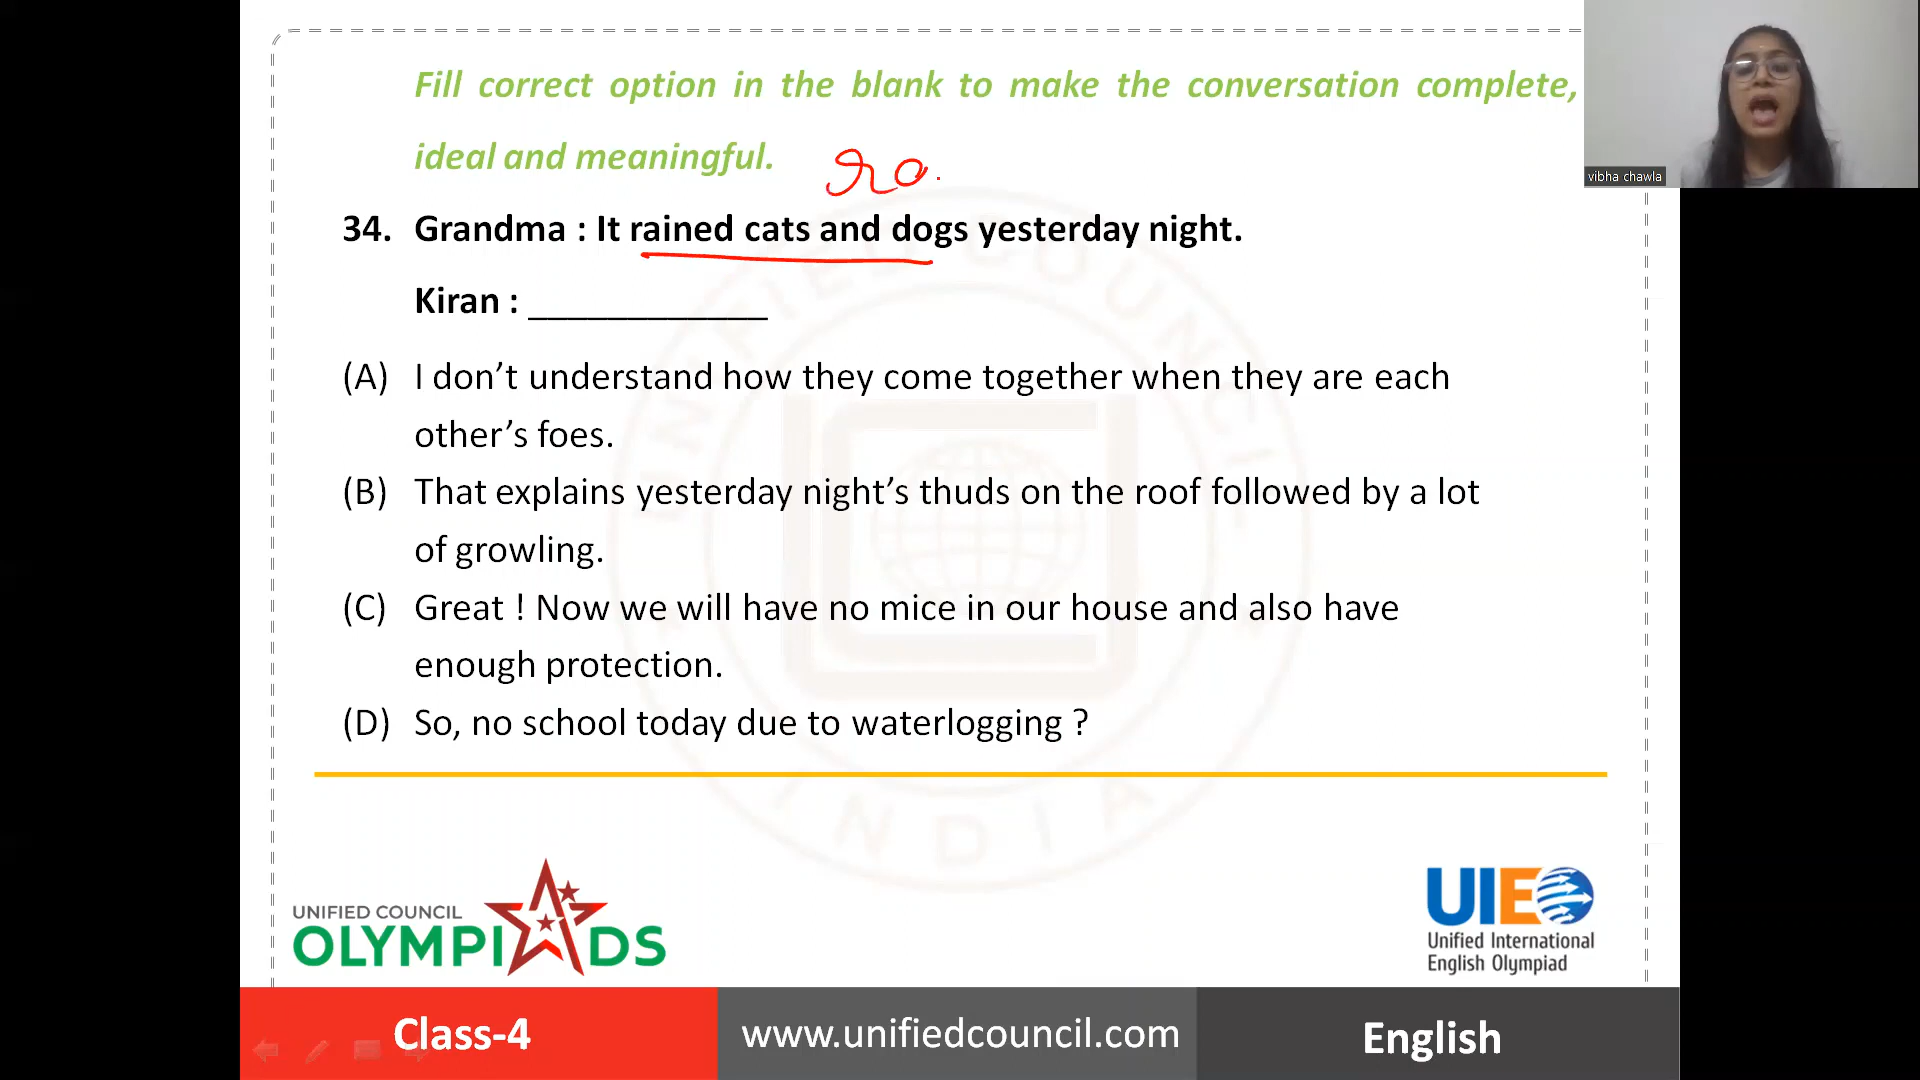 Fill correct option in the blank to make the conversation complete,
ideal and meaningful.
ra
34. Grandma : It rained cats and dogs yesterday night.
Kiran : ____________
(A) I don’t understand how they come together when they are each
other’s foes.
(B) That explains yesterday night’s thuds on the roof followed by a lot
of growling.
(C) Great ! Now we will have no mice in our house and also have
enough protection.
(D) So, no school today due to waterlogging ?
UNIFIED COUNCIL
INDIA
UNIFIED COUNCIL
OLYMPIADS
UIEO
Unified International
English Olympiad
Class-4
www.unifiedcouncil.com
English
vibha chawla